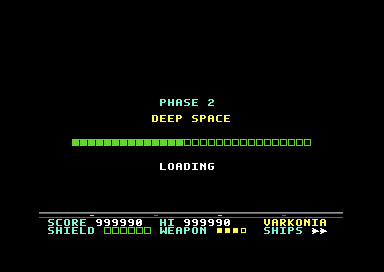 PHASE 2
DEEP SPACE
LOADING
SCORE 999990 HI 999990 VARKONIA
SHIELD WEAPON SHIPS